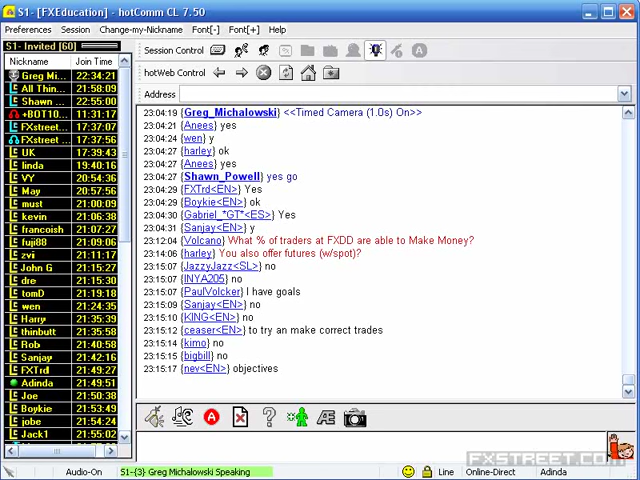 S1- [FXEducation] - hotComm CL 7.50
Preferences Session Change-my-Nickname Font[-] Font[+] Help
S1- Invited [60]
Nickname Join Time
Greg Mi... 22:34:21
All Thin... 21:58:09
Shawn ... 22:55:00
+BOT10... 11:31:17
FXstreet... 17:37:07
FXstreet ... 17:37:56
UK 17:39:43
linda 19:40:16
VY 20:54:36
May 20:57:56
must 21:00:09
kevin 21:06:38
francoish 21:07:27
fuji88 21:09:06
zvi 21:11:17
John G 21:15:27
dre 21:15:30
tomD 21:19:18
wen 21:24:35
Harry 21:35:39
thinbutt 21:35:58
Rob 21:40:58
Sanjay 21:42:16
FXTrd 21:49:27
Adinda 21:49:51
Joe 21:50:38
Boykie 21:53:49
jobe 21:54:24
Jack1 21:55:02
Session Control
hotWeb Control
Address
23:04:19 {Greg_Michalowski} <<Timed Camera (1.0s) On>>
23:04:21 {Anees} yes
23:04:24 {wen} y
23:04:27 {harley} ok
23:04:27 {Anees} yes
23:04:27 {Shawn_Powell} yes go
23:04:29 {FXTrd<EN>} Yes
23:04:29 {Boykie<EN>} ok
23:04:30 {Gabriel_*GT*<ES>} Yes
23:04:31 {Sanjay<EN>} y
23:12:04 {Volcano} What % of traders at FXDD are able to Make Money?
23:14:06 {harley} You also offer futures (w/spot)?
23:15:07 {JazzyJazz<SL>} no
23:15:07 {INYA205} no
23:15:07 {PaulVolcker} I have goals
23:15:09 {Sanjay<EN>} no
23:15:10 {KING<EN>} no
23:15:12 {ceaser<EN>} to try an make correct trades
23:15:14 {kimo} no
23:15:15 {bigbill} no
23:15:17 {nev<EN>} objectives
FXSTREET.COM
Audio-On S1-{3} Greg Michalowski Speaking Line Online-Direct Adinda